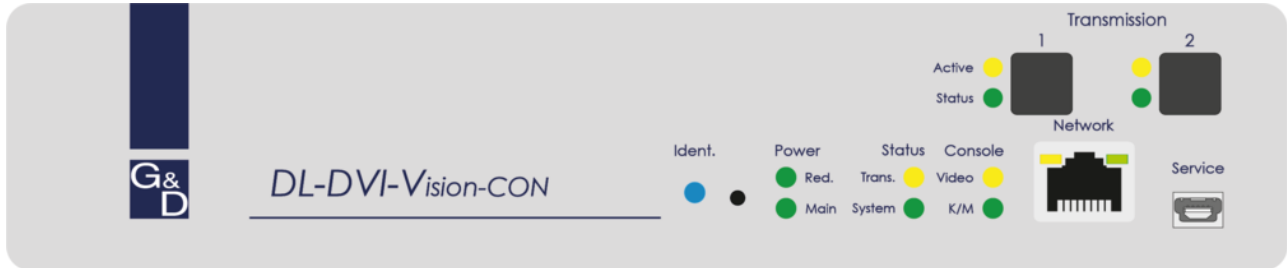 Transmission
1 2
Active
Status
Network
Ident. Power Status Console Service
G&D DL-DVI-Vision-CON
Red. Trans. Video
Main System K/M